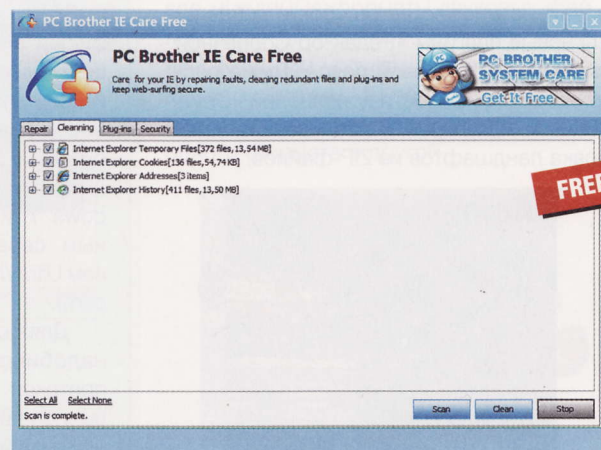 PC Brother IE Care Free
PC Brother IE Care Free
Care for your IE by repairing faults, cleaning redundant files and plug-ins and
keep web-surfing secure.
PC BROTHER
SYSTEM CARE
Get It Free
Repair Cleanning Plug-ins Security
Internet Explorer Temporary Files[372 files,13,54 MB]
Internet Explorer Cookies[136 files,54,74 KB]
Internet Explorer Addresses[3 items]
Internet Explorer History[411 files,13,50 MB]
FREE
Select All Select None
Scan is complete.
Scan Clean Stop